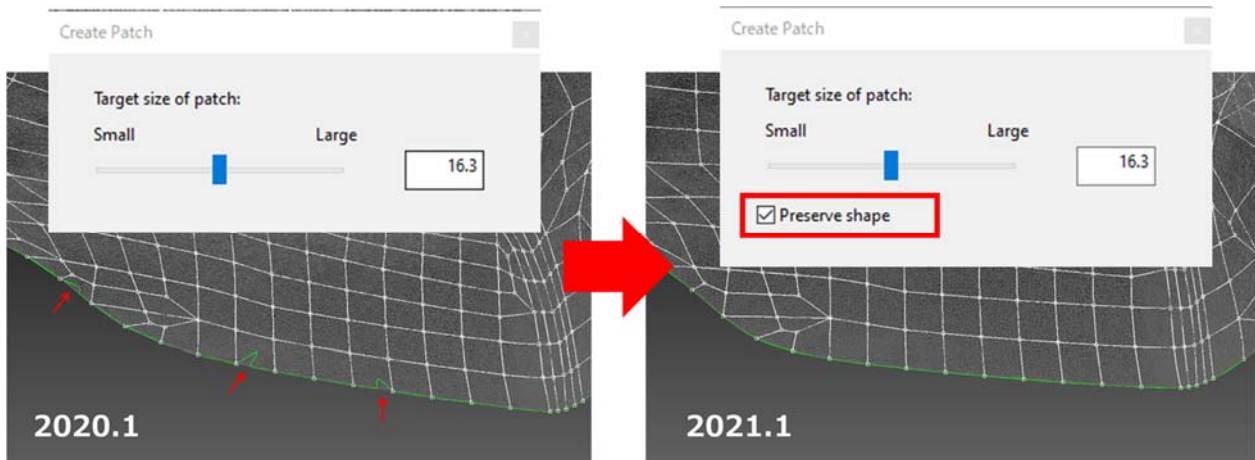 Create Patch
Target size of patch:
Small Large
16.3
2020.1
Create Patch
Target size of patch:
Small Large
16.3
Preserve shape
2021.1